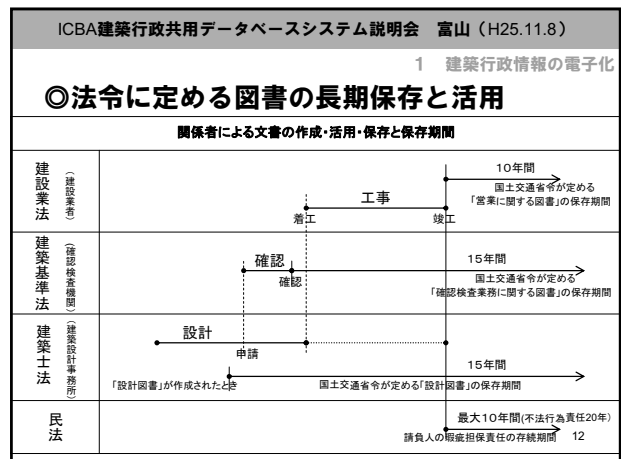 ICBA建築行政共用データベースシステム説明会　富山（H25.11.8）
1　建築行政情報の電子化
◎法令に定める図書の長期保存と活用
関係者による文書の作成・活用・保存と保存期間
建設業法
（建設業者）
10年間
国土交通省令が定める
「営業に関する図書」の保存期間
工事
着工
竣工
建築基準法
（確認検査機関）
確認
確認
15年間
国土交通省令が定める
「確認検査業務に関する図書」の保存期間
建築士法
（建築設計事務所）
設計
申請
15年間
「設計図書」が作成されたとき
国土交通省令が定める「設計図書」の保存期間
民法
最大10年間(不法行為責任20年）
請負人の瑕疵担保責任の存続期間
12